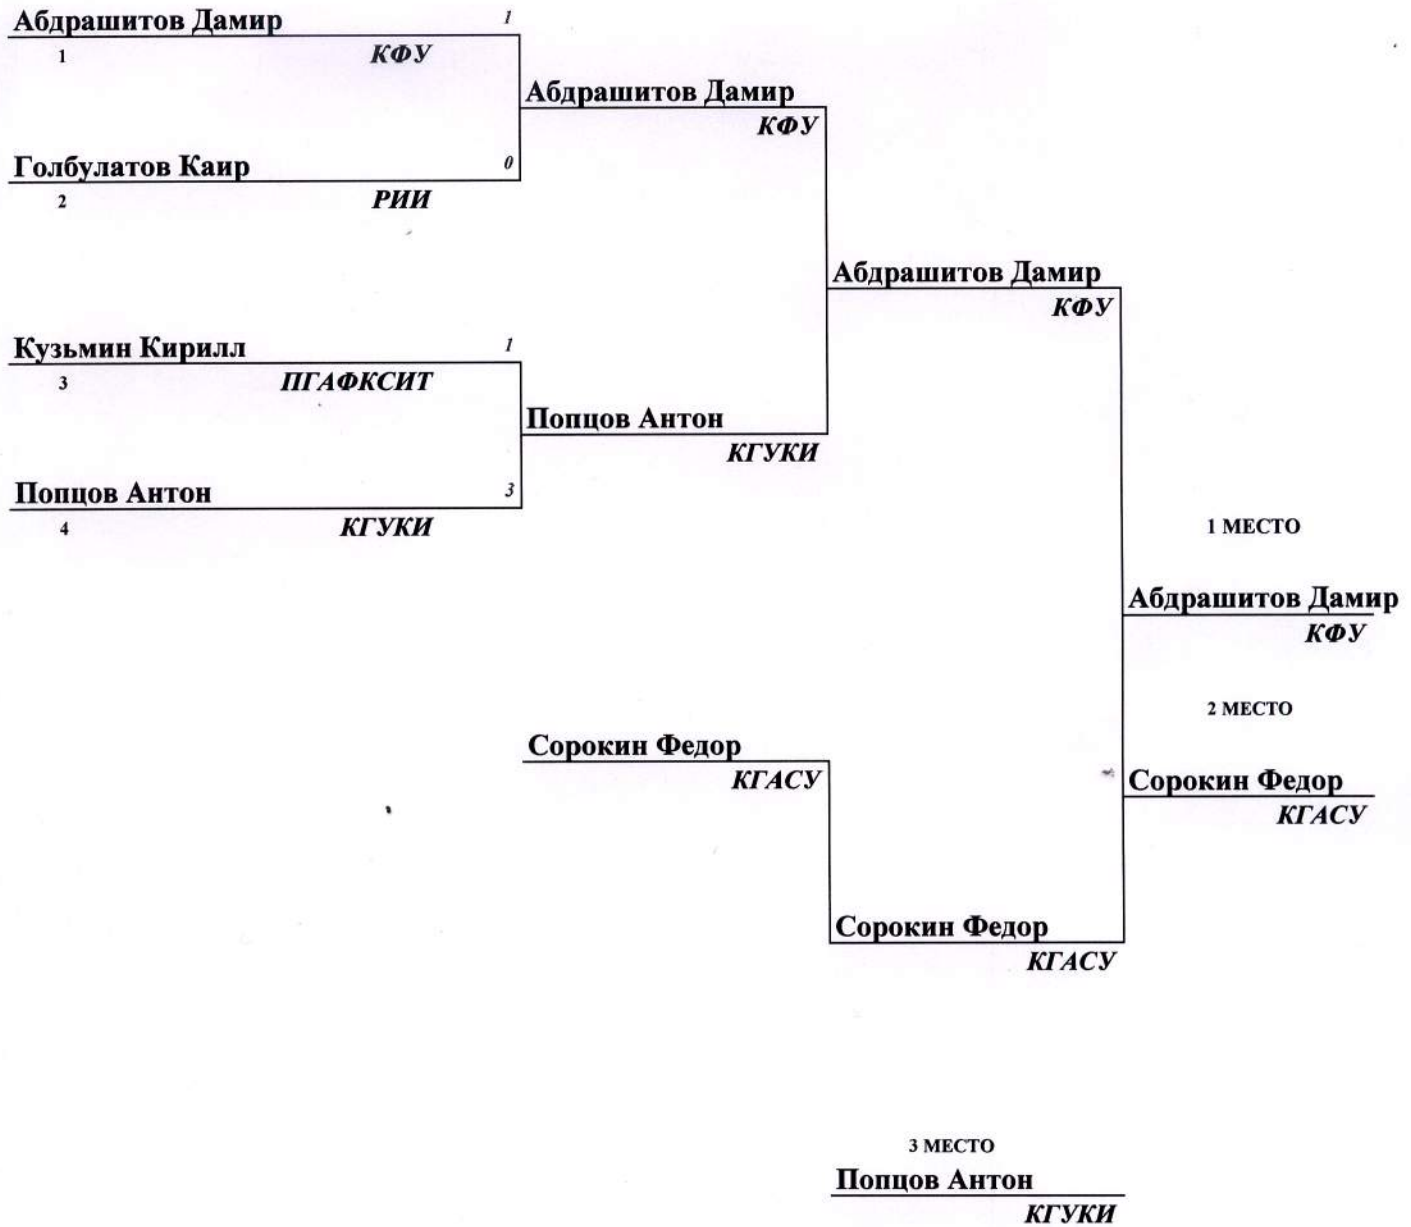 Абдрашитов Дамир 1
1 КФУ
Абдрашитов Дамир
КФУ
Голбулатов Каир 0
2 РИИ
Абдрашитов Дамир
КФУ
Кузьмин Кирилл 1
3 ПГАФКСИТ
Попцов Антон
КГУКИ
Попцов Антон 3
4 КГУКИ
1 МЕСТО
Абдрашитов Дамир
КФУ
2 МЕСТО
Сорокин Федор
КГАСУ
Сорокин Федор
КГАСУ
Сорокин Федор
КГАСУ
3 МЕСТО
Попцов Антон
КГУКИ